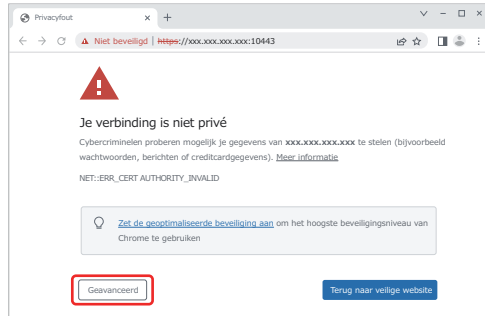 Privacyfout
Niet beveiligd | https://xxx.xxx.xxx.xxx:10443
Je verbinding is niet privé
Cybercriminelen proberen mogelijk je gegevens van xxx.xxx.xxx.xxx te stelen (bijvoorbeeld
wachtwoorden, berichten of creditcardgegevens). Meer informatie
NET::ERR_CERT AUTHORITY_INVALID
Zet de geoptimaliseerde beveiliging aan om het hoogste beveiligingsniveau van
Chrome te gebruiken
Geavanceerd
Terug naar veilige website